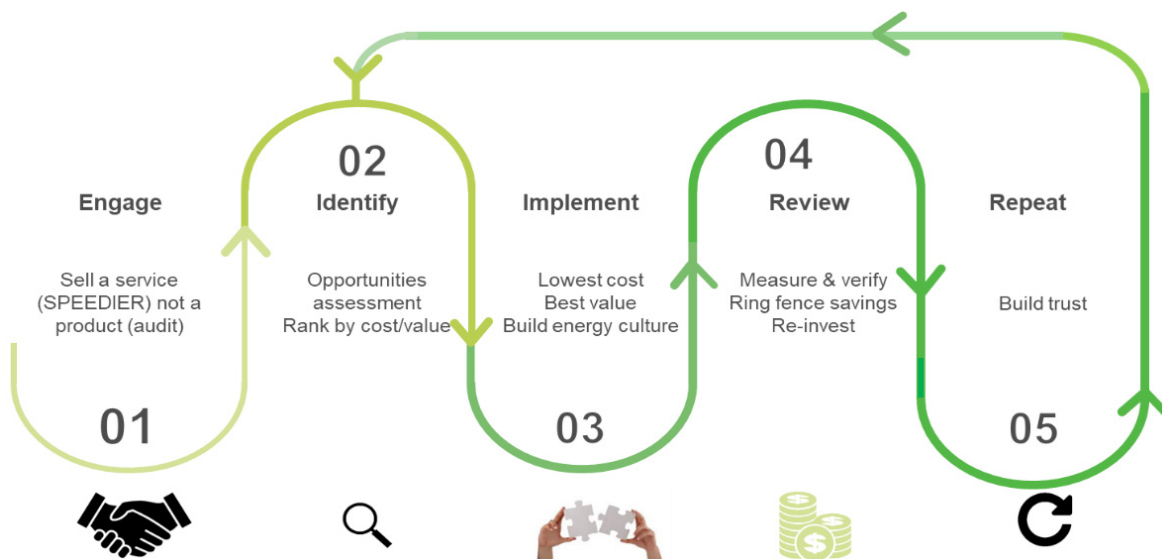 01
Engage
Sell a service
(SPEEDIER) not a
product (audit)
02
Identify
Opportunities
assessment
Rank by cost/value
03
Implement
Lowest cost
Best value
Build energy culture
04
Review
Measure & verify
Ring fence savings
Re-invest
05
Repeat
Build trust
$
$
$